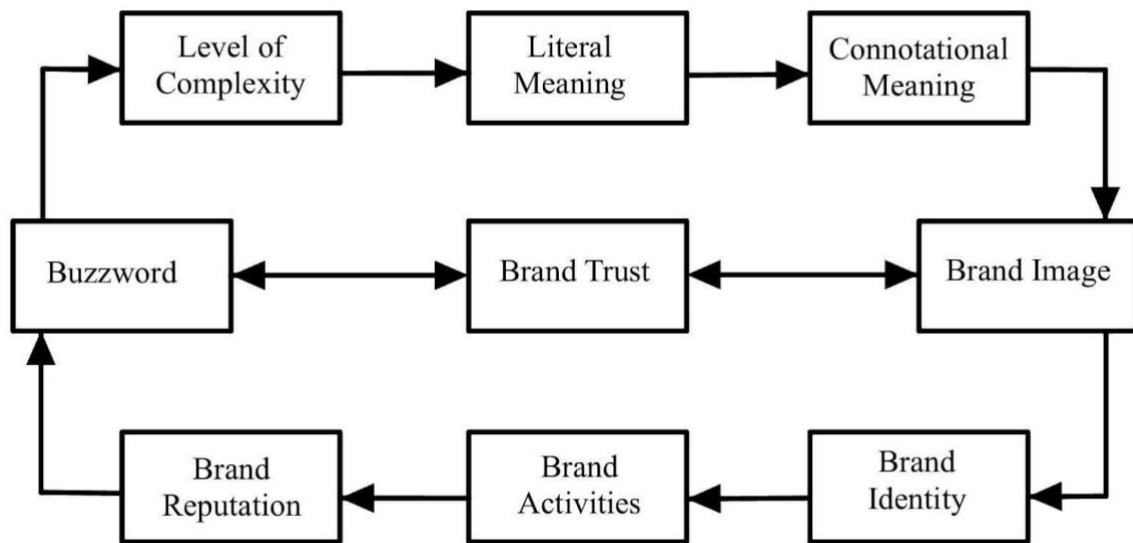 Level of
Complexity
Literal
Meaning
Connotational
Meaning
Buzzword
Brand Trust
Brand Image
Brand
Reputation
Brand
Activities
Brand
Identity